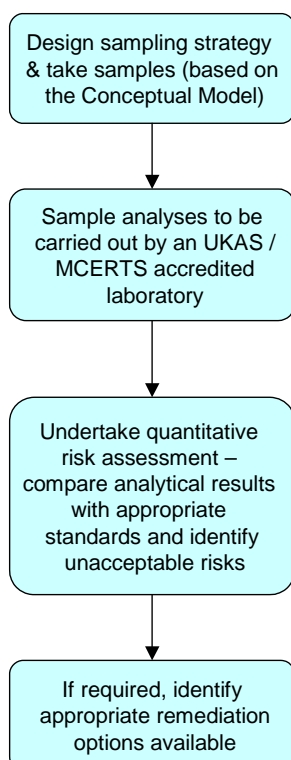 Design sampling strategy
& take samples (based on
the Conceptual Model)
Sample analyses to be
carried out by an UKAS /
MCERTS accredited
laboratory
Undertake quantitative
risk assessment –
compare analytical results
with appropriate
standards and identify
unacceptable risks
If required, identify
appropriate remediation
options available